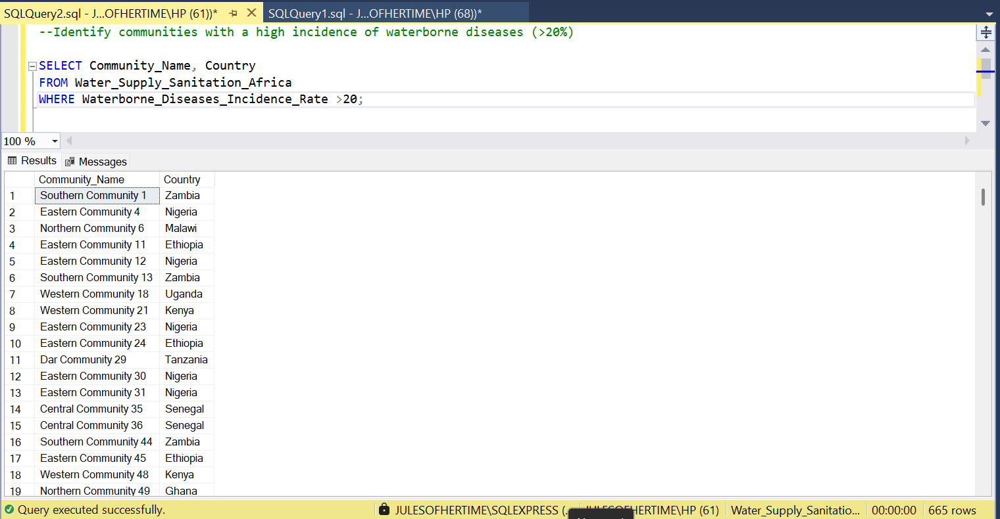 SQLQuery2.sql - J...OFHERTIME\HP (61))* SQLQuery1.sql - J...OFHERTIME\HP (68))*
--Identify communities with a high incidence of waterborne diseases (>20%)
SELECT Community_Name, Country
FROM Water_Supply_Sanitation_Africa
WHERE Waterborne_Diseases_Incidence_Rate >20;
100 %
Results Messages
Community_Name Country
1 Southern Community 1 Zambia
2 Eastern Community 4 Nigeria
3 Northern Community 6 Malawi
4 Eastern Community 11 Ethiopia
5 Eastern Community 12 Nigeria
6 Southern Community 13 Zambia
7 Western Community 18 Uganda
8 Western Community 21 Kenya
9 Eastern Community 23 Nigeria
10 Eastern Community 24 Ethiopia
11 Dar Community 29 Tanzania
12 Eastern Community 30 Nigeria
13 Eastern Community 31 Nigeria
14 Central Community 35 Senegal
15 Central Community 36 Senegal
16 Southern Community 44 Zambia
17 Eastern Community 45 Ethiopia
18 Western Community 48 Kenya
19 Northern Community 49 Ghana
Query executed successfully. JULESOFHERTIME\SQLEXPRESS (... JULESOFHERTIME\HP (61) Water_Supply_Sanitatio... 00:00:00 665 rows